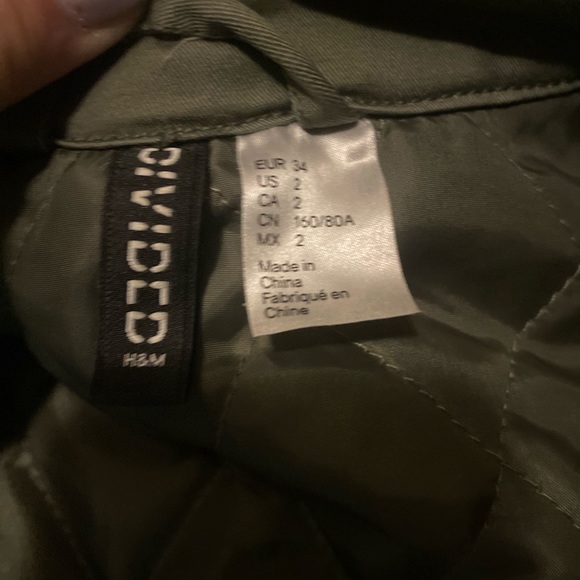 DIVIDED
H&M
EUR 34
US 2
CA 2
CN 160/80A
MX 2
Made in
China
Fabriqué en
Chine